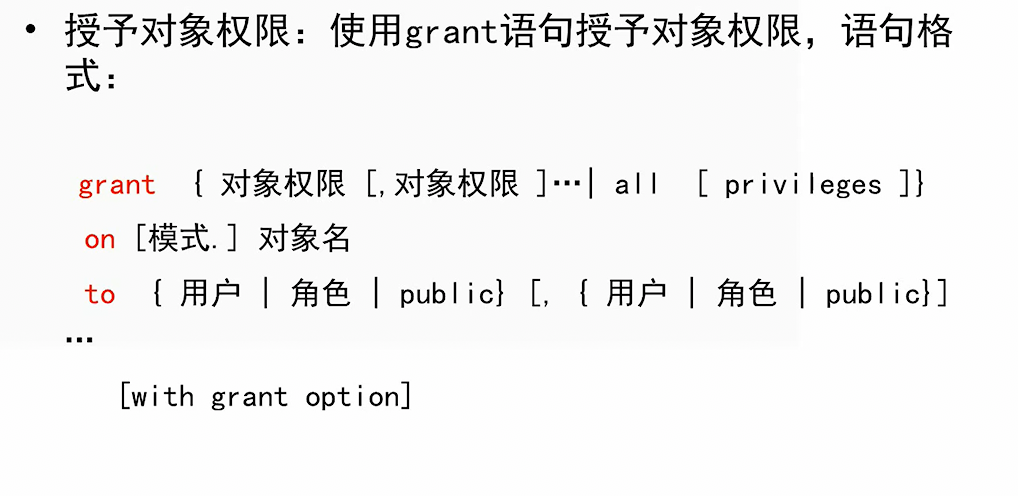 • 授予对象权限：使用grant语句授予对象权限，语句格
式：
grant { 对象权限 [,对象权限 ]…| all [ privileges ]}
on [模式.] 对象名
to { 用户 | 角色 | public} [, { 用户 | 角色 | public}]
…
[with grant option]